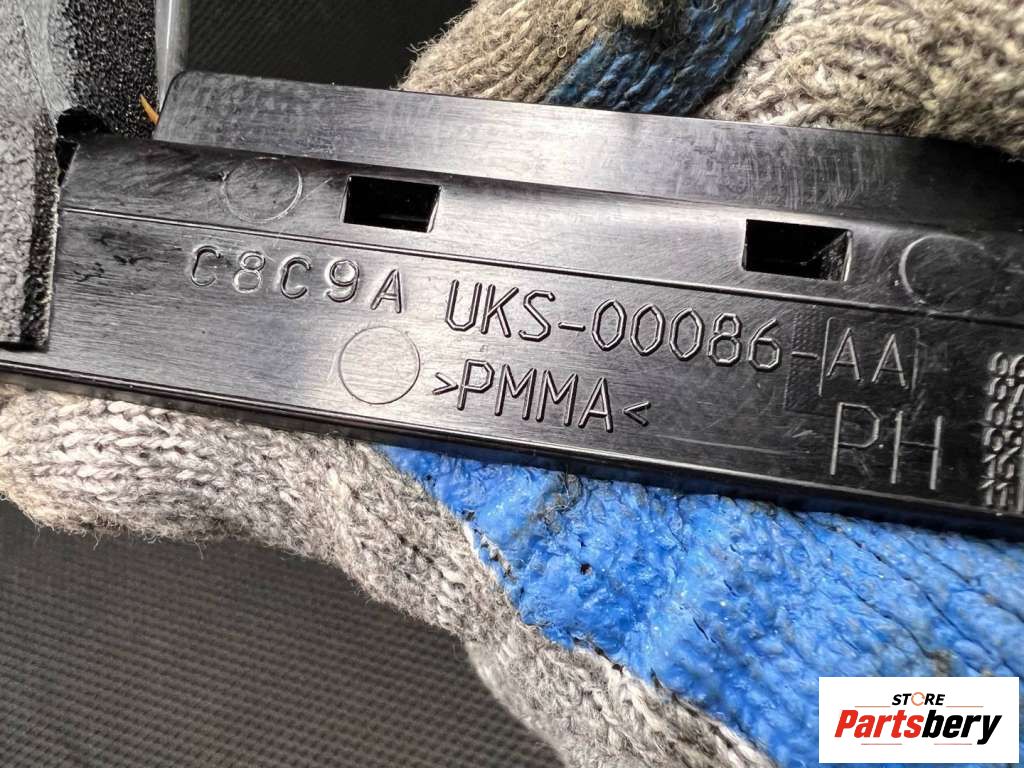 C8C9A UKS-00086-AA
>PMMA<
PH
STORE
Partsbery